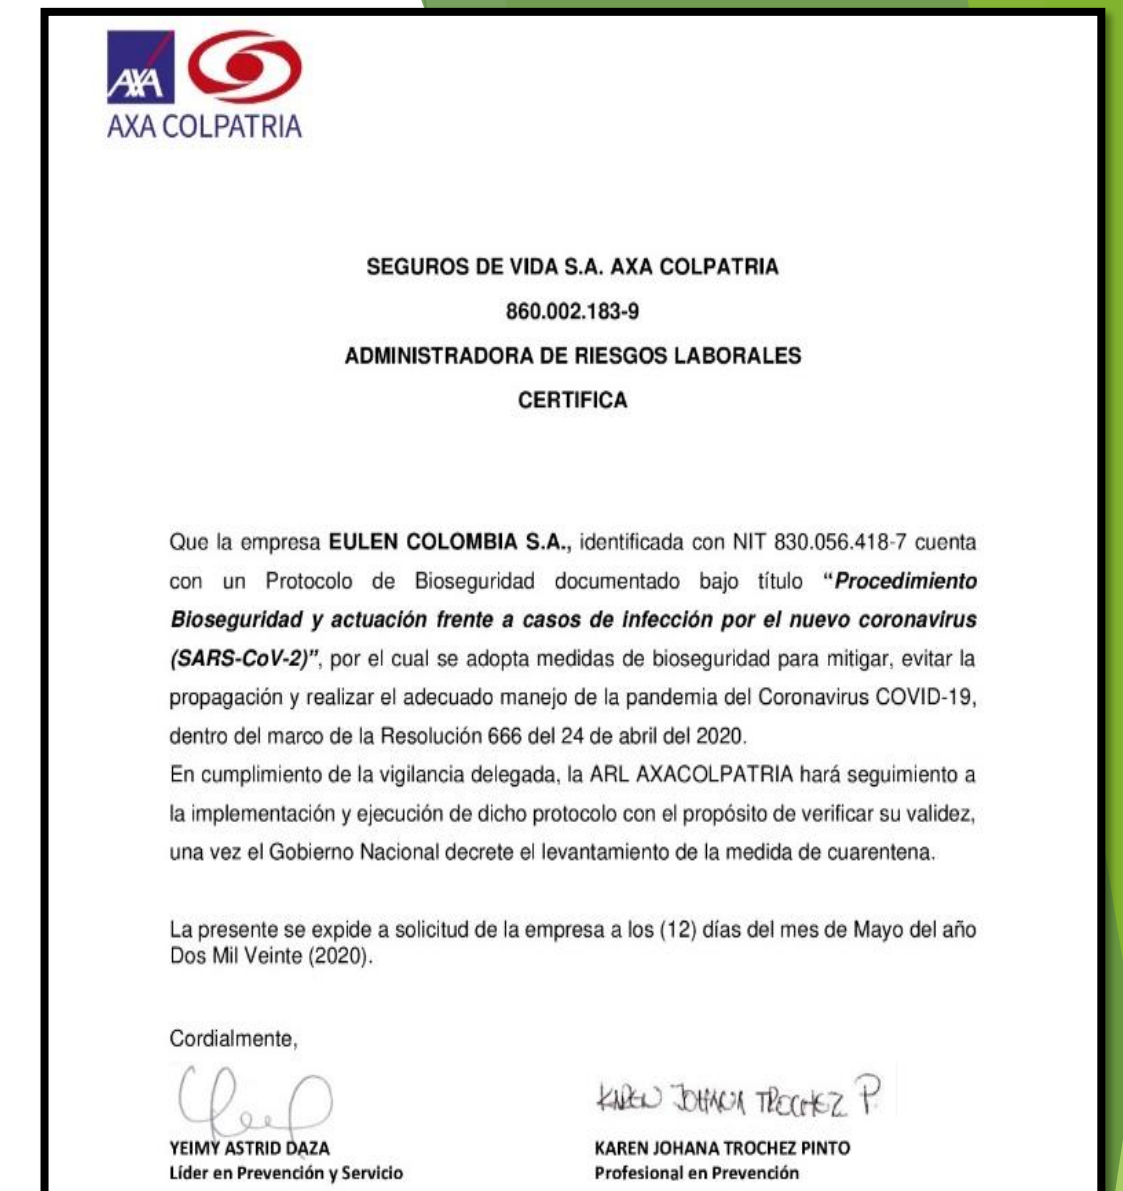 AXA
AXA COLPATRIA
SEGUROS DE VIDA S.A. AXA COLPATRIA
860.002.183-9
ADMINISTRADORA DE RIESGOS LABORALES
CERTIFICA
Que la empresa EULEN COLOMBIA S.A., identificada con NIT 830.056.418-7 cuenta
con un Protocolo de Bioseguridad documentado bajo título “Procedimiento
Bioseguridad y actuación frente a casos de infección por el nuevo coronavirus
(SARS-CoV-2)”, por el cual se adopta medidas de bioseguridad para mitigar, evitar la
propagación y realizar el adecuado manejo de la pandemia del Coronavirus COVID-19,
dentro del marco de la Resolución 666 del 24 de abril del 2020.
En cumplimiento de la vigilancia delegada, la ARL AXACOLPATRIA hará seguimiento a
la implementación y ejecución de dicho protocolo con el propósito de verificar su validez,
una vez el Gobierno Nacional decrete el levantamiento de la medida de cuarentena.
La presente se expide a solicitud de la empresa a los (12) días del mes de Mayo del año
Dos Mil Veinte (2020).
Cordialmente,
KAREN JOHANA TROCHEZ P.
YEIMY ASTRID DAZA
Líder en Prevención y Servicio
KAREN JOHANA TROCHEZ PINTO
Profesional en Prevención